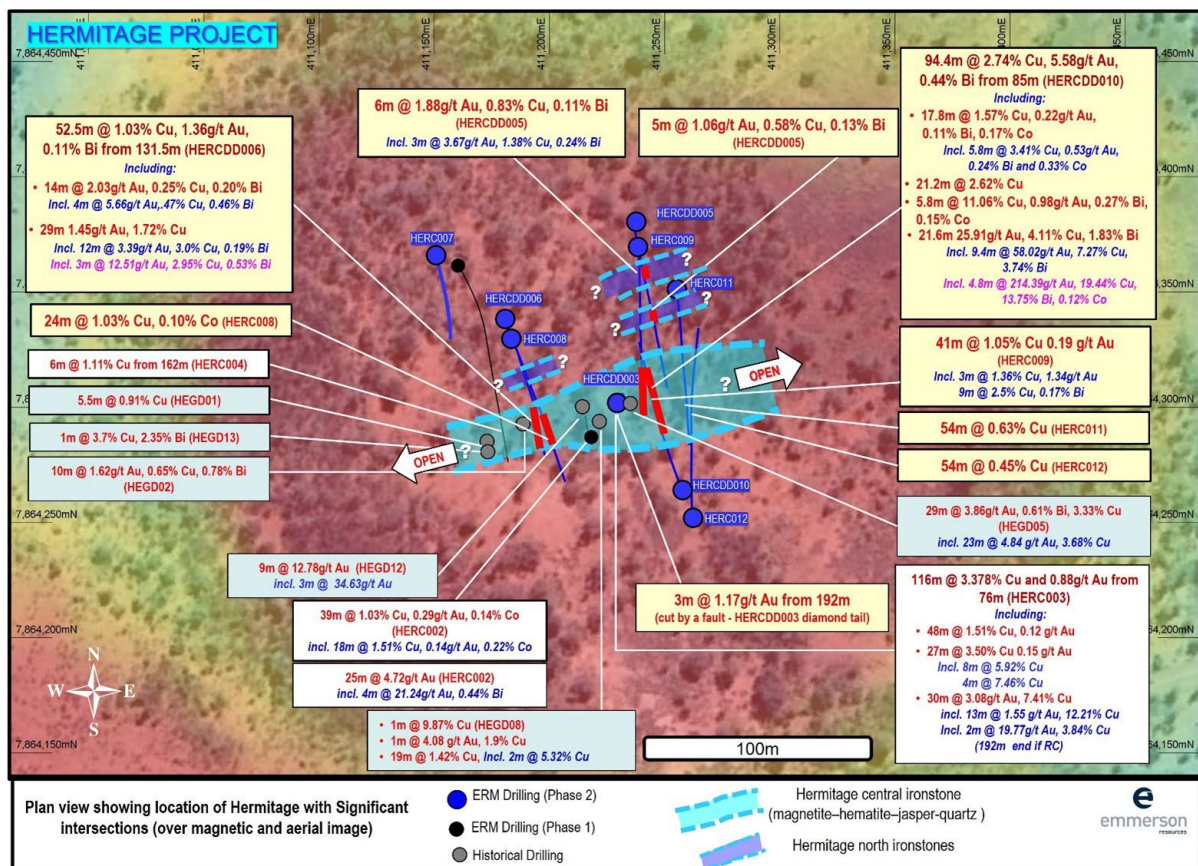 HERMITAGE PROJECT
411,100mE
411,150mE
411,200mE
411,250mE
411,300mE
411,350mE
411,400mE
7,864,450mN
7,864,200mN
7,864,150mN
64,450mN
64,400mN
64,350mN
64,300mN
64,250mN
64,200mN
64,150mN
52.5m @ 1.03% Cu, 1.36g/t Au,
0.11% Bi from 131.5m (HERCDD006)
Including:
• 14m @ 2.03g/t Au, 0.25% Cu, 0.20% Bi
Incl. 4m @ 5.66g/t Au,.47% Cu, 0.46% Bi
• 29m 1.45g/t Au, 1.72% Cu
Incl. 12m @ 3.39g/t Au, 3.0% Cu, 0.19% Bi
Incl. 3m @ 12.51g/t Au, 2.95% Cu, 0.53% Bi
24m @ 1.03% Cu, 0.10% Co (HERC008)
6m @ 1.11% Cu from 162m (HERC004)
5.5m @ 0.91% Cu (HEGD01)
1m @ 3.7% Cu, 2.35% Bi (HEGD13)
10m @ 1.62g/t Au, 0.65% Cu, 0.78% Bi
(HEGD02)
6m @ 1.88g/t Au, 0.83% Cu, 0.11% Bi
(HERCDD005)
Incl. 3m @ 3.67g/t Au, 1.38% Cu, 0.24% Bi
5m @ 1.06g/t Au, 0.58% Cu, 0.13% Bi
(HERCDD005)
94.4m @ 2.74% Cu, 5.58g/t Au,
0.44% Bi from 85m (HERCDD010)
Including:
• 17.8m @ 1.57% Cu, 0.22g/t Au,
0.11% Bi, 0.17% Co
Incl. 5.8m @ 3.41% Cu, 0.53g/t Au,
0.24% Bi and 0.33% Co
• 21.2m @ 2.62% Cu
• 5.8m @ 11.06% Cu, 0.98g/t Au, 0.27% Bi,
0.15% Co
• 21.6m 25.91g/t Au, 4.11% Cu, 1.83% Bi
Incl. 9.4m @ 58.02g/t Au, 7.27% Cu,
3.74% Bi
Incl. 4.8m @ 214.39g/t Au, 19.44% Cu,
13.75% Bi, 0.12% Co
HERC007
HERCDD006
HERC008
HERCDD005
HERC009
HERC011
HERCDD003
HERCDD010
HERC012
?
?
?
?
?
?
?
?
?
OPEN
OPEN
41m @ 1.05% Cu 0.19 g/t Au
(HERC009)
Incl. 3m @ 1.36% Cu, 1.34g/t Au
9m @ 2.5% Cu, 0.17% Bi
54m @ 0.63% Cu (HERC011)
54m @ 0.45% Cu (HERC012)
29m @ 3.86g/t Au, 0.61% Bi, 3.33% Cu
(HEGD05)
incl. 23m @ 4.84 g/t Au, 3.68% Cu
9m @ 12.78g/t Au (HEGD12)
incl. 3m @ 34.63g/t Au
39m @ 1.03% Cu, 0.29g/t Au, 0.14% Co
(HERC002)
incl. 18m @ 1.51% Cu, 0.14g/t Au, 0.22% Co
25m @ 4.72g/t Au (HERC002)
incl. 4m @ 21.24g/t Au, 0.44% Bi
• 1m @ 9.87% Cu (HEGD08)
• 1m @ 4.08 g/t Au, 1.9% Cu
• 19m @ 1.42% Cu, Incl. 2m @ 5.32% Cu
3m @ 1.17g/t Au from 192m
(cut by a fault - HERCDD003 diamond tail)
116m @ 3.378% Cu and 0.88g/t Au from
76m (HERC003)
Including:
• 48m @ 1.51% Cu, 0.12 g/t Au
• 27m @ 3.50% Cu 0.15 g/t Au
Incl. 8m @ 5.92% Cu
4m @ 7.46% Cu
• 30m @ 3.08g/t Au, 7.41% Cu
incl. 13m @ 1.55 g/t Au, 12.21% Cu
Incl. 2m @ 19.77g/t Au, 3.84% Cu
(192m end if RC)
N
W E
S
100m
Plan view showing location of Hermitage with Significant
intersections (over magnetic and aerial image)
ERM Drilling (Phase 2)
ERM Drilling (Phase 1)
Historical Drilling
Hermitage central ironstone
(magnetite–hematite–jasper-quartz )
Hermitage north ironstones
e
emmerson
resources